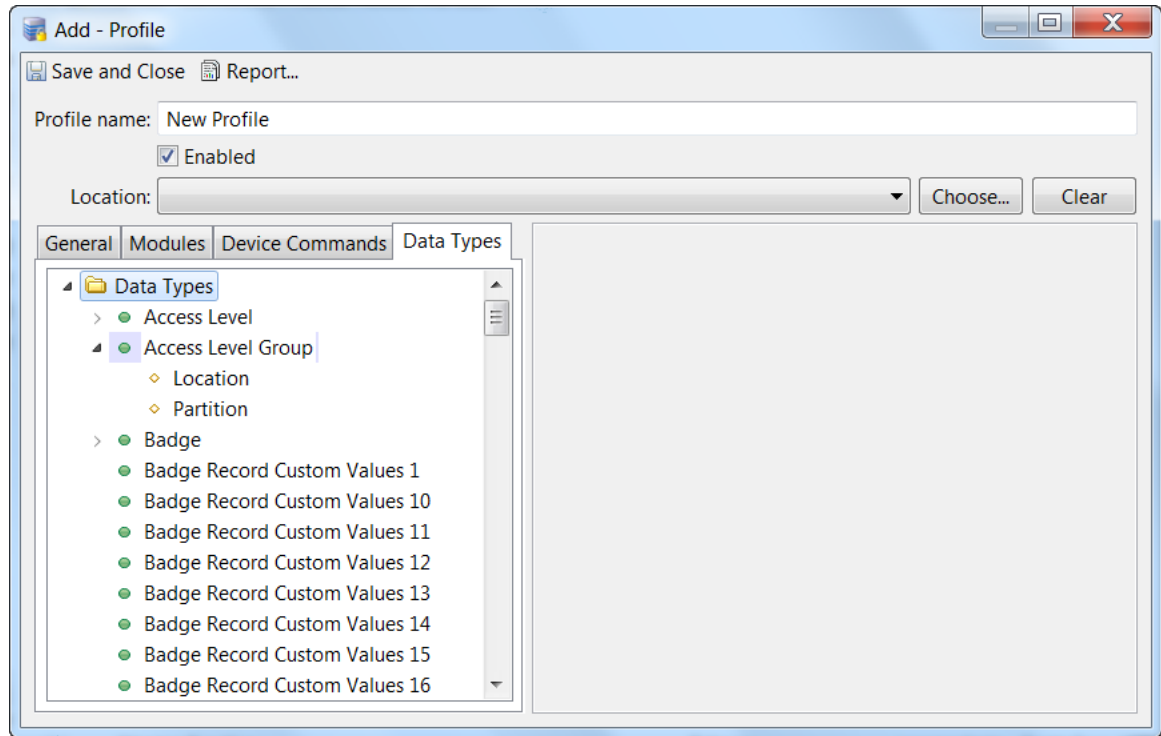 Add - Profile
Save and Close Report...
Profile name: New Profile
Enabled
Location: Choose... Clear
General Modules Device Commands Data Types
Data Types
Access Level
Access Level Group
Location
Partition
Badge
Badge Record Custom Values 1
Badge Record Custom Values 10
Badge Record Custom Values 11
Badge Record Custom Values 12
Badge Record Custom Values 13
Badge Record Custom Values 14
Badge Record Custom Values 15
Badge Record Custom Values 16